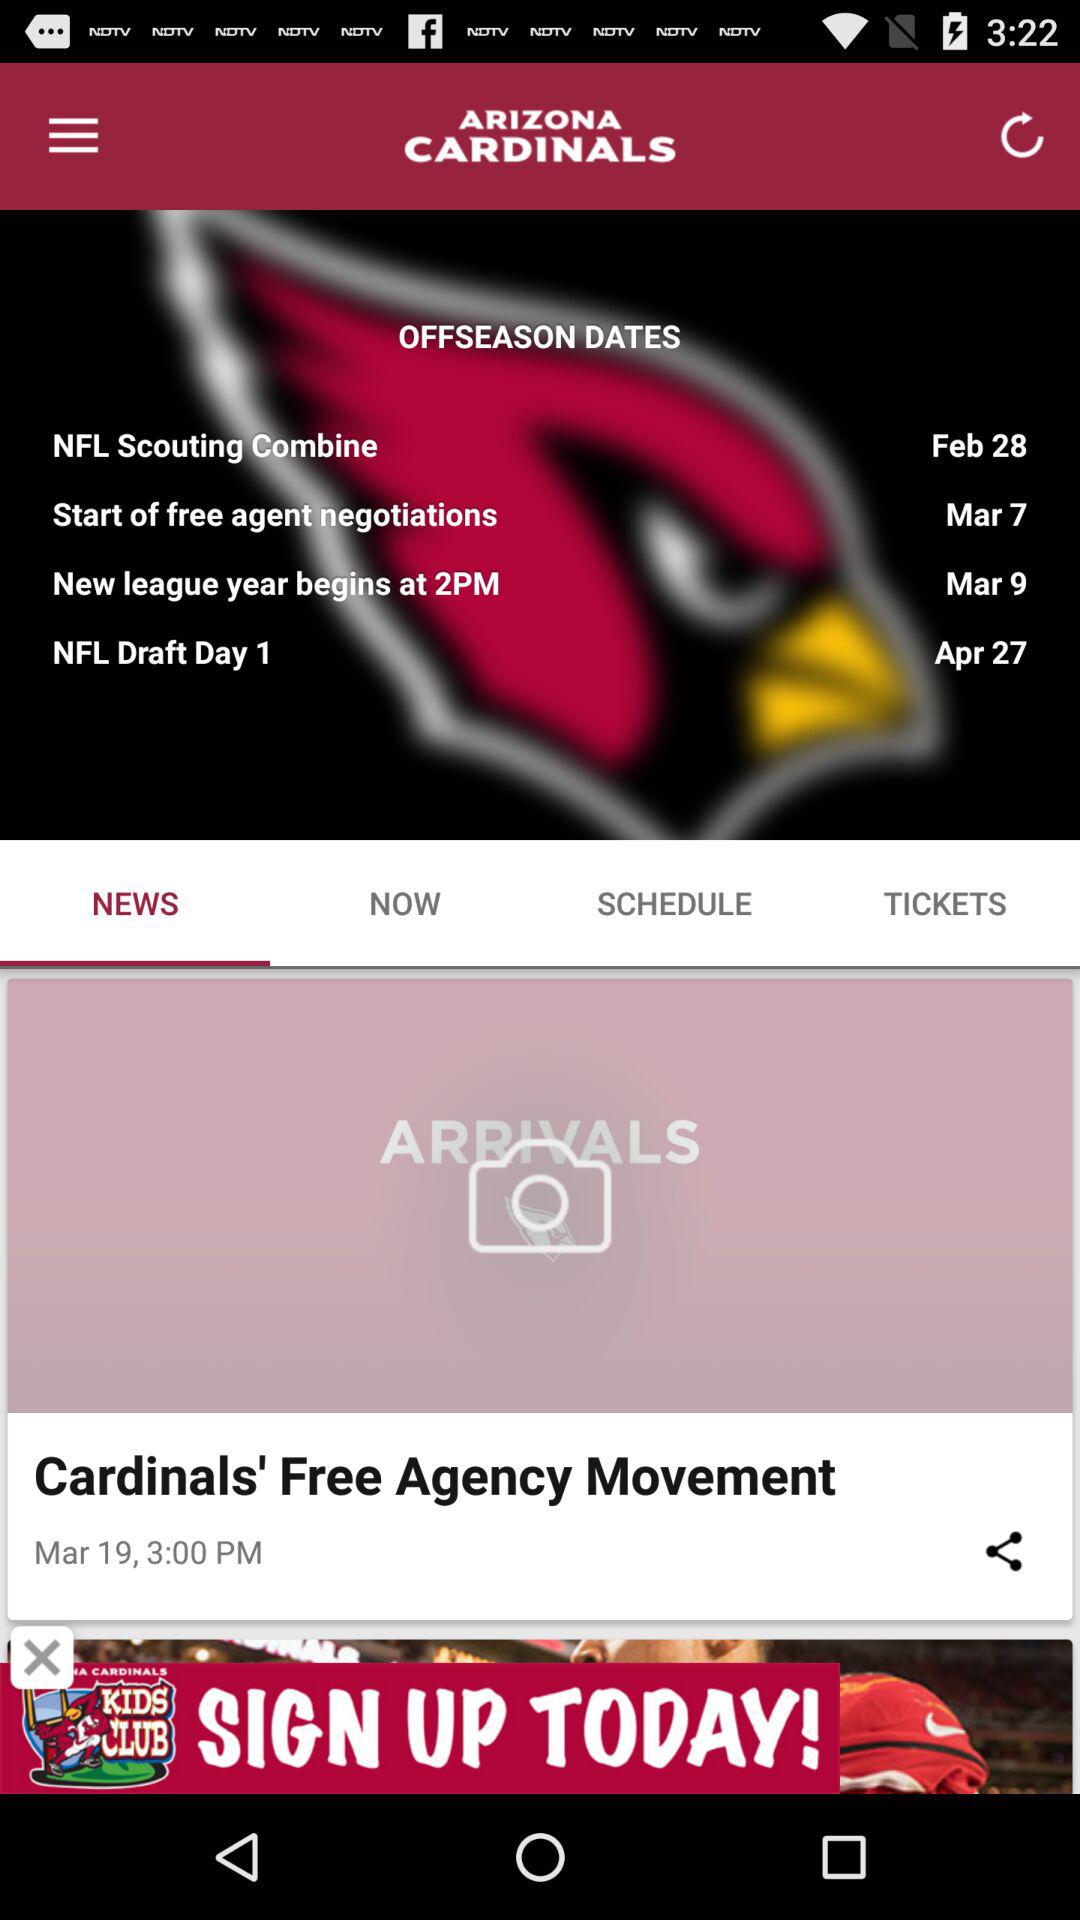 NDTV NDTV NDTV NDTV NDTV NDTV NDTV NDTV NDTV NDTV 3:22
ARIZONA
CARDINALS
OFFSEASON DATES
NFL Scouting Combine Feb 28
Start of free agent negotiations Mar 7
New league year begins at 2PM Mar 9
NFL Draft Day 1 Apr 27
NEWS NOW SCHEDULE TICKETS
ARRIVALS
Cardinals' Free Agency Movement
Mar 19, 3:00 PM
CARDINALS
KIDS
CLUB
SIGN UP TODAY!